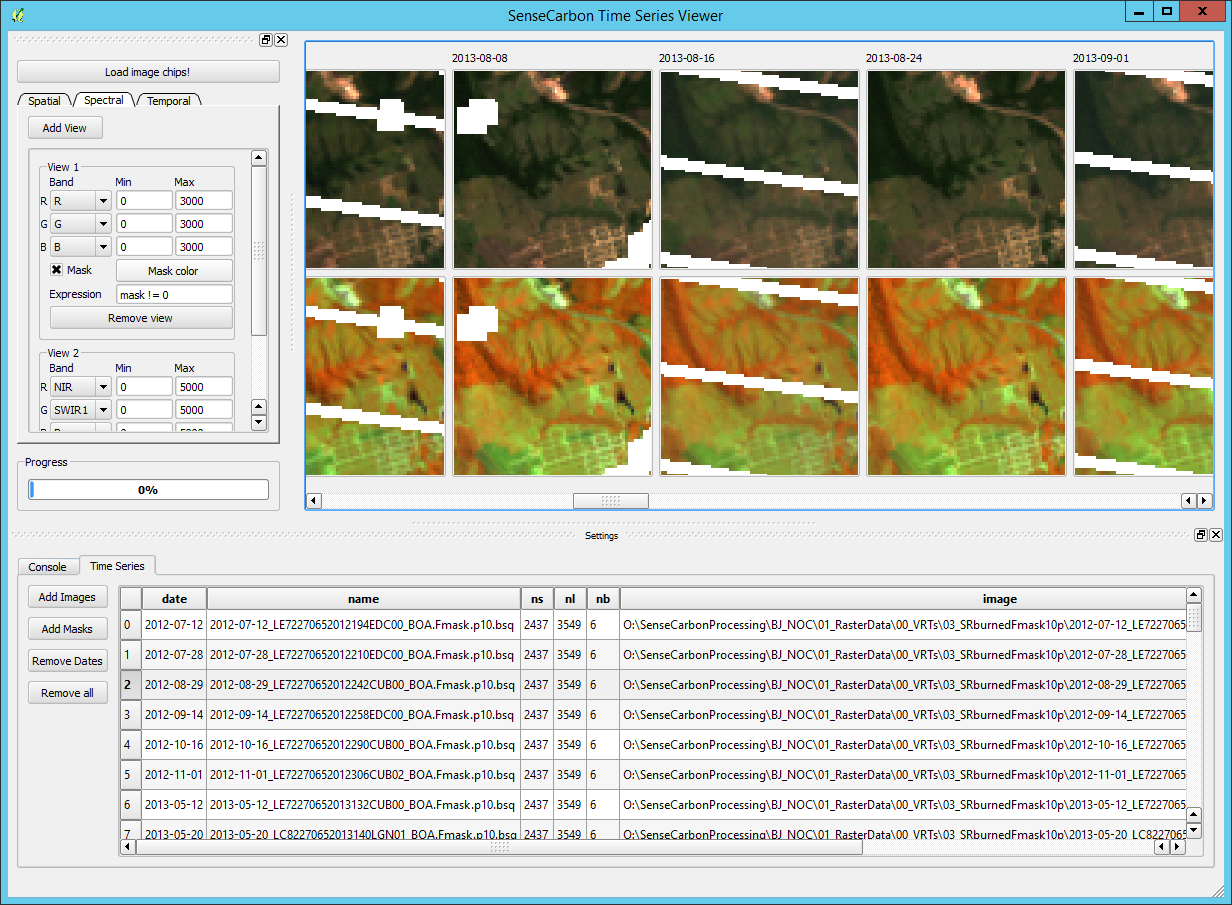 SenseCarbon Time Series Viewer
Load image chips!
Spatial Spectral Temporal
Add View
View 1
Band Min Max
R R 0 3000
G G 0 3000
B B 0 3000
Mask Mask color
Expression mask != 0
Remove view
View 2
Band Min Max
R NIR 0 5000
G SWIR1 0 5000
Progress
0%
2013-08-08 2013-08-16 2013-08-24 2013-09-01
Settings
Console Time Series
Add Images
Add Masks
Remove Dates
Remove all
date name ns nl nb image
0 2012-07-12 2012-07-12_LE72270652012194EDC00_BOA.Fmask.p10.bsq 2437 3549 6 O:\SenseCarbonProcessing\BJ_NOC\01_RasterData\00_VRTs\03_SRburnedFmask10p\2012-07-12_LE7227065
1 2012-07-28 2012-07-28_LE72270652012210EDC00_BOA.Fmask.p10.bsq 2437 3549 6 O:\SenseCarbonProcessing\BJ_NOC\01_RasterData\00_VRTs\03_SRburnedFmask10p\2012-07-28_LE7227065
2 2012-08-29 2012-08-29_LE72270652012242CUB00_BOA.Fmask.p10.bsq 2437 3549 6 O:\SenseCarbonProcessing\BJ_NOC\01_RasterData\00_VRTs\03_SRburnedFmask10p\2012-08-29_LE7227065
3 2012-09-14 2012-09-14_LE72270652012258EDC00_BOA.Fmask.p10.bsq 2437 3549 6 O:\SenseCarbonProcessing\BJ_NOC\01_RasterData\00_VRTs\03_SRburnedFmask10p\2012-09-14_LE7227065
4 2012-10-16 2012-10-16_LE72270652012290CUB00_BOA.Fmask.p10.bsq 2437 3549 6 O:\SenseCarbonProcessing\BJ_NOC\01_RasterData\00_VRTs\03_SRburnedFmask10p\2012-10-16_LE7227065
5 2012-11-01 2012-11-01_LE72270652012306CUB02_BOA.Fmask.p10.bsq 2437 3549 6 O:\SenseCarbonProcessing\BJ_NOC\01_RasterData\00_VRTs\03_SRburnedFmask10p\2012-11-01_LE7227065
6 2013-05-12 2013-05-12_LE72270652013132CUB00_BOA.Fmask.p10.bsq 2437 3549 6 O:\SenseCarbonProcessing\BJ_NOC\01_RasterData\00_VRTs\03_SRburnedFmask10p\2013-05-12_LE7227065
7 2013-05-20 2013-05-20_LC82270652013140LGN01_BOA.Fmask.p10.bsq 2437 3549 6 O:\SenseCarbonProcessing\BJ_NOC\01_RasterData\00_VRTs\03_SRburnedFmask10p\2013-05-20_LC8227065